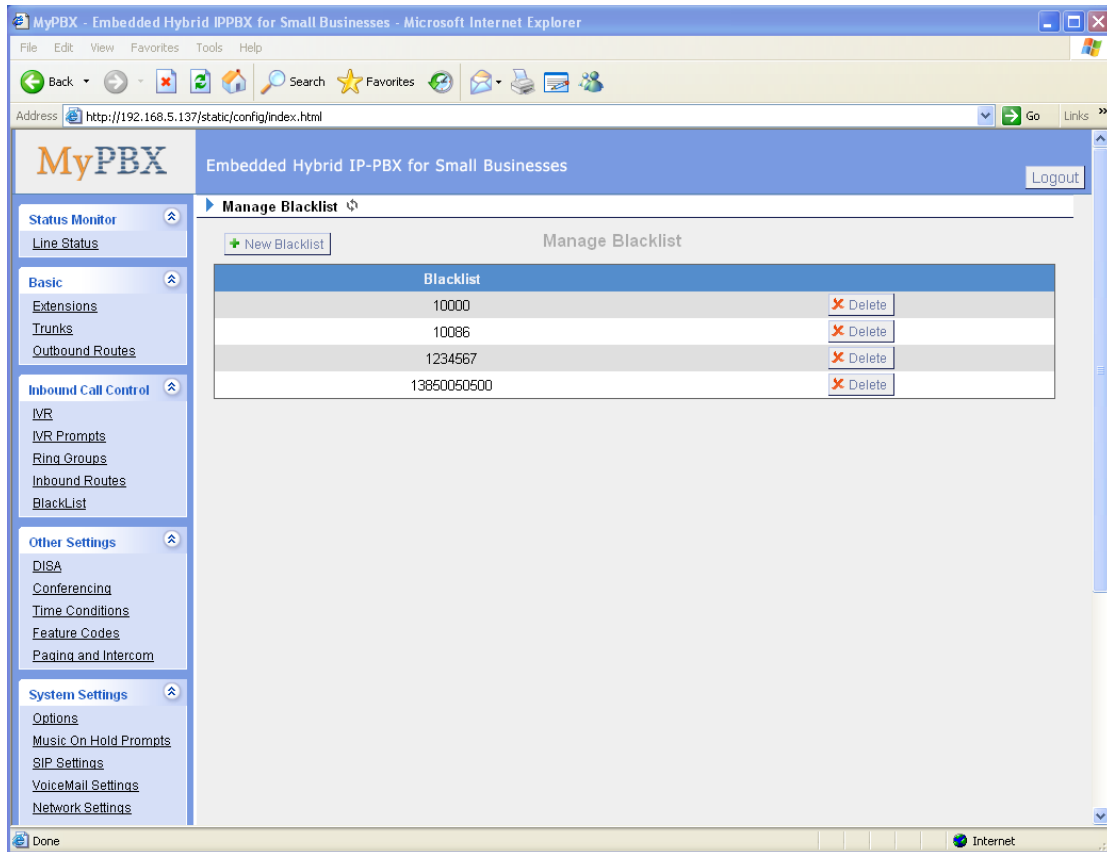 MyPBX - Embedded Hybrid IPPBX for Small Businesses - Microsoft Internet Explorer
File Edit View Favorites Tools Help
Back Search Favorites
Address http://192.168.5.137/static/config/index.html Go Links »
MyPBX
Embedded Hybrid IP-PBX for Small Businesses
Logout
Status Monitor
Line Status
Basic
Extensions
Trunks
Outbound Routes
Inbound Call Control
IVR
IVR Prompts
Ring Groups
Inbound Routes
BlackList
Other Settings
DISA
Conferencing
Time Conditions
Feature Codes
Paging and Intercom
System Settings
Options
Music On Hold Prompts
SIP Settings
VoiceMail Settings
Network Settings
Manage Blacklist
New Blacklist
Manage Blacklist
Blacklist
10000 Delete
10086 Delete
1234567 Delete
13850050500 Delete
Done Internet